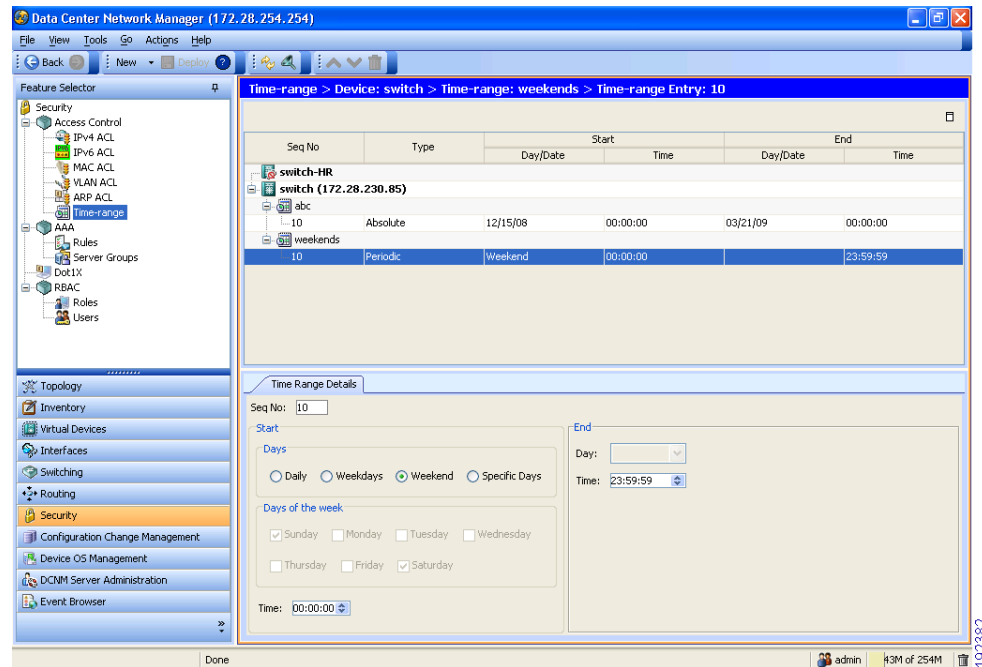 Data Center Network Manager (172.28.254.254)
File View Tools Go Actions Help
Back New Deploy ?
Feature Selector
Time-range > Device: switch > Time-range: weekends > Time-range Entry: 10
Security
Access Control
IPv4 ACL
IPv6 ACL
MAC ACL
VLAN ACL
ARP ACL
Time-range
AAA
Rules
Server Groups
Dot1X
RBAC
Roles
Users
Seq No Type Start End
Day/Date Time Day/Date Time
switch-HR
switch (172.28.230.85)
abc
10 Absolute 12/15/08 00:00:00 03/21/09 00:00:00
weekends
10 Periodic Weekend 00:00:00 23:59:59
Topology
Inventory
Virtual Devices
Interfaces
Switching
Routing
Security
Configuration Change Management
Device OS Management
DCNM Server Administration
Event Browser
Time Range Details
Seq No: 10
Start
Days
Daily Weekdays Weekend Specific Days
Days of the week
Sunday Monday Tuesday Wednesday
Thursday Friday Saturday
Time: 00:00:00
End
Day:
Time: 23:59:59
Done
admin 43M of 254M
192382